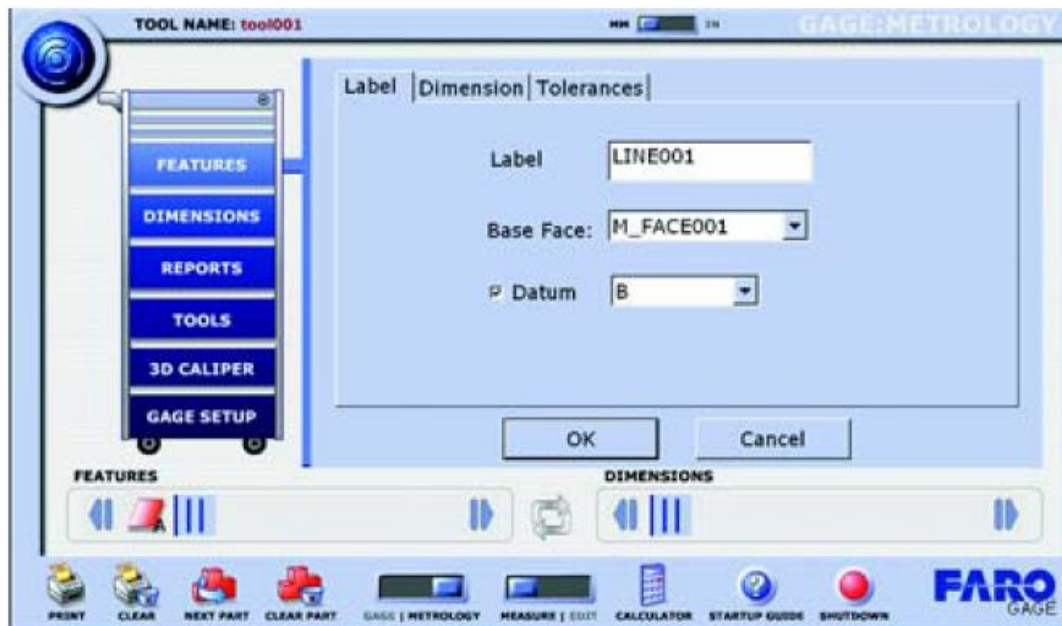 TOOL NAME: tool001
MM IN
GAGE:METROLOGY
Label Dimension Tolerances
Label LINE001
Base Face: M_FACE001
Datum B
FEATURES
DIMENSIONS
REPORTS
TOOLS
3D CALIPER
GAGE SETUP
OK Cancel
FEATURES DIMENSIONS
A
PRINT CLEAR NEXT PART CLEAR PART GAGE | METROLOGY MEASURE | EDIT CALCULATOR STARTUP GUIDE SHUTDOWN
FARO
GAGE